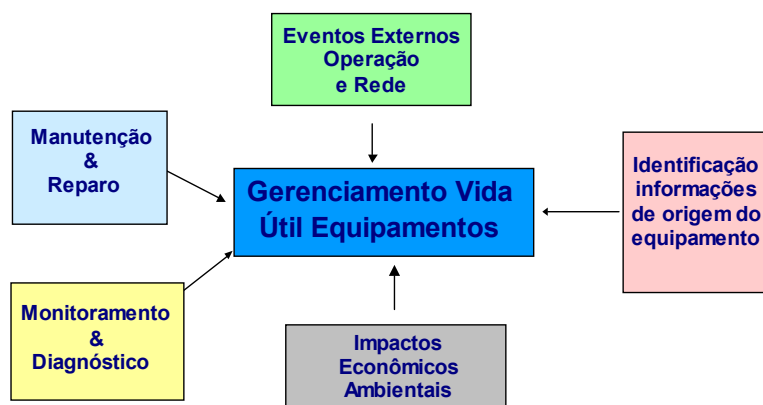 Eventos Externos
Operação
e Rede
Manutenção
&
Reparo
Gerenciamento Vida
Útil Equipamentos
Identificação
informações
de origem do
equipamento
Monitoramento
&
Diagnóstico
Impactos
Econômicos
Ambientais